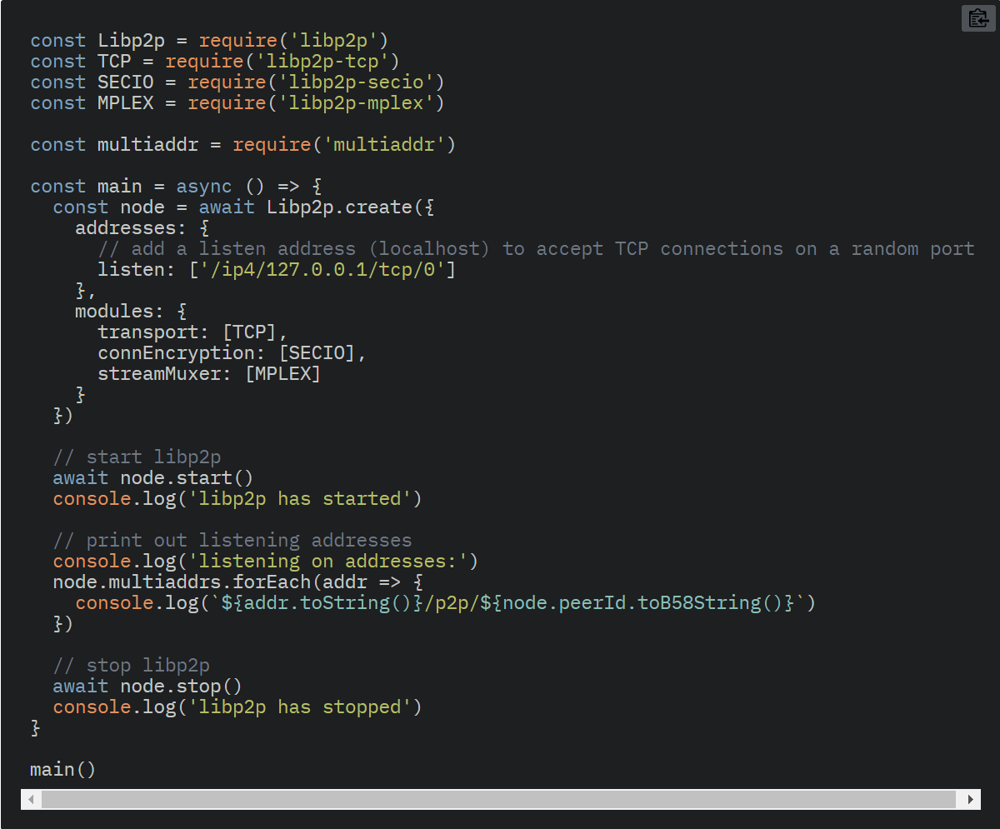 const Libp2p = require('libp2p')
const TCP = require('libp2p-tcp')
const SECIO = require('libp2p-secio')
const MPLEX = require('libp2p-mplex')

const multiaddr = require('multiaddr')

const main = async () => {
  const node = await Libp2p.create({
    addresses: {
      // add a listen address (localhost) to accept TCP connections on a random port
      listen: ['/ip4/127.0.0.1/tcp/0']
    },
    modules: {
      transport: [TCP],
      connEncryption: [SECIO],
      streamMuxer: [MPLEX]
    }
  })

  // start libp2p
  await node.start()
  console.log('libp2p has started')

  // print out listening addresses
  console.log('listening on addresses:')
  node.multiaddrs.forEach(addr => {
    console.log(`${addr.toString()}/p2p/${node.peerId.toB58String()}`)
  })

  // stop libp2p
  await node.stop()
  console.log('libp2p has stopped')
}

main()